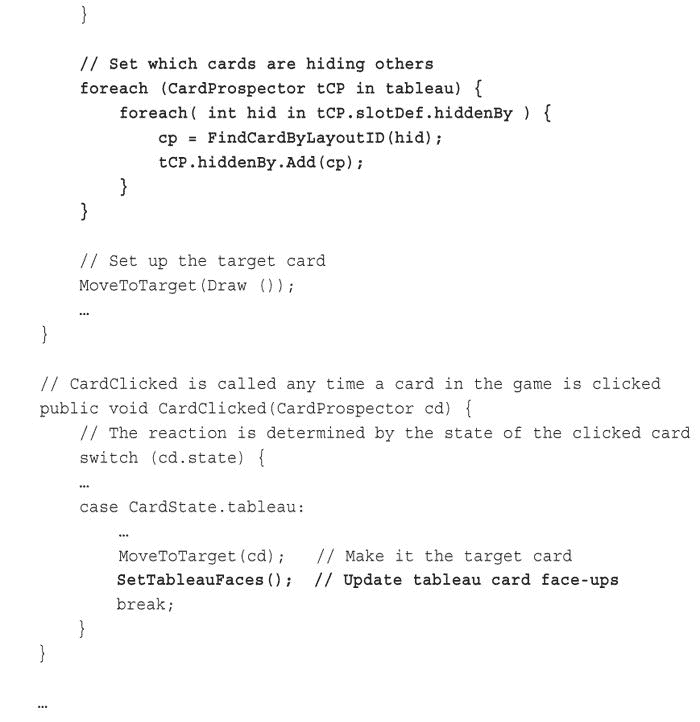 }
// Set which cards are hiding others
foreach (CardProspector tCP in tableau) {
foreach( int hid in tCP.slotDef.hiddenBy ) {
cp = FindCardByLayoutID(hid);
tCP.hiddenBy.Add(cp);
}
}
// Set up the target card
MoveToTarget(Draw ());
…
}
// CardClicked is called any time a card in the game is clicked
public void CardClicked(CardProspector cd) {
// The reaction is determined by the state of the clicked card
switch (cd.state) {
…
case CardState.tableau:
…
MoveToTarget(cd); // Make it the target card
SetTableauFaces(); // Update tableau card face-ups
break;
}
}
…